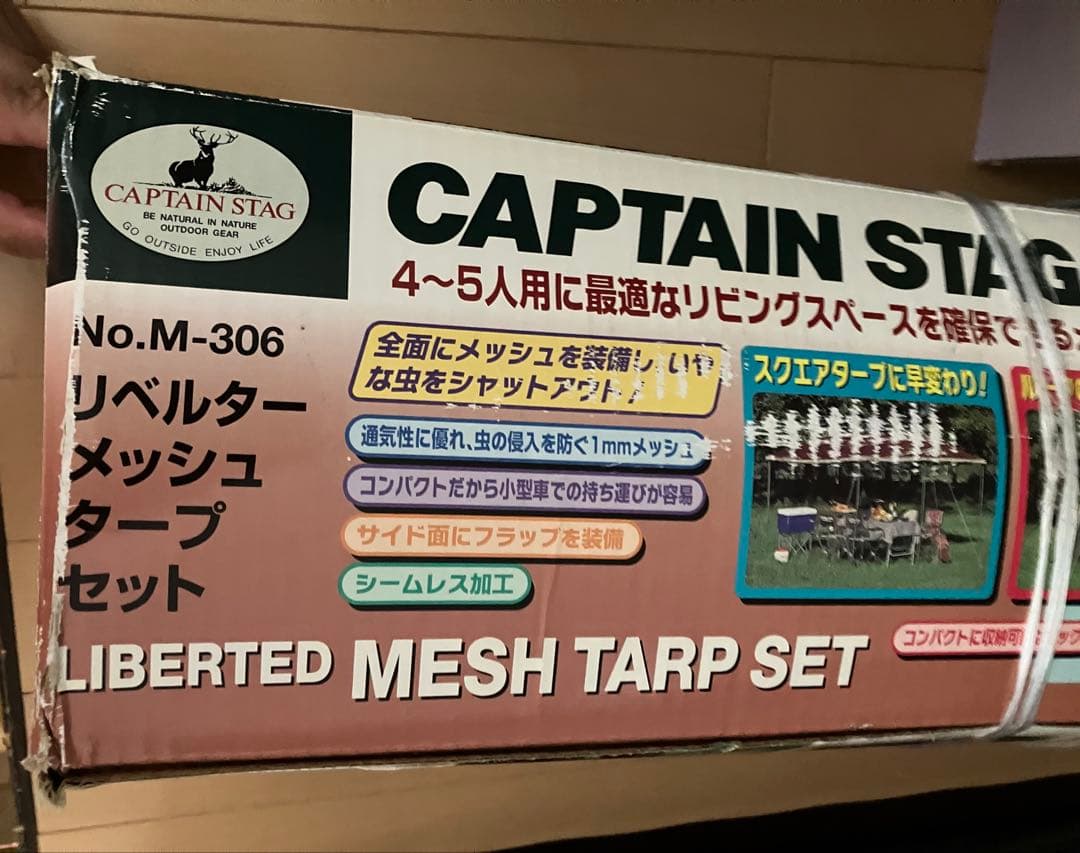 CAPTAIN STAG
BE NATURAL IN NATURE
OUTDOOR GEAR
GO OUTSIDE ENJOY LIFE
CAPTAIN STAG
4～5人用に最適なリビングスペースを確保できる
No.M-306
リベルター
メッシュ
タープ
セット
全面にメッシュを装備し、いや
な虫をシャットアウト!
通気性に優れ、虫の侵入を防ぐ1mmメッシュ
コンパクトだから小型車での持ち運びが容易
サイド面にフラップを装備
シームレス加工
スクエアタープに早変わり!
LIBERTED MESH TARP SET
コンパクトに収納可